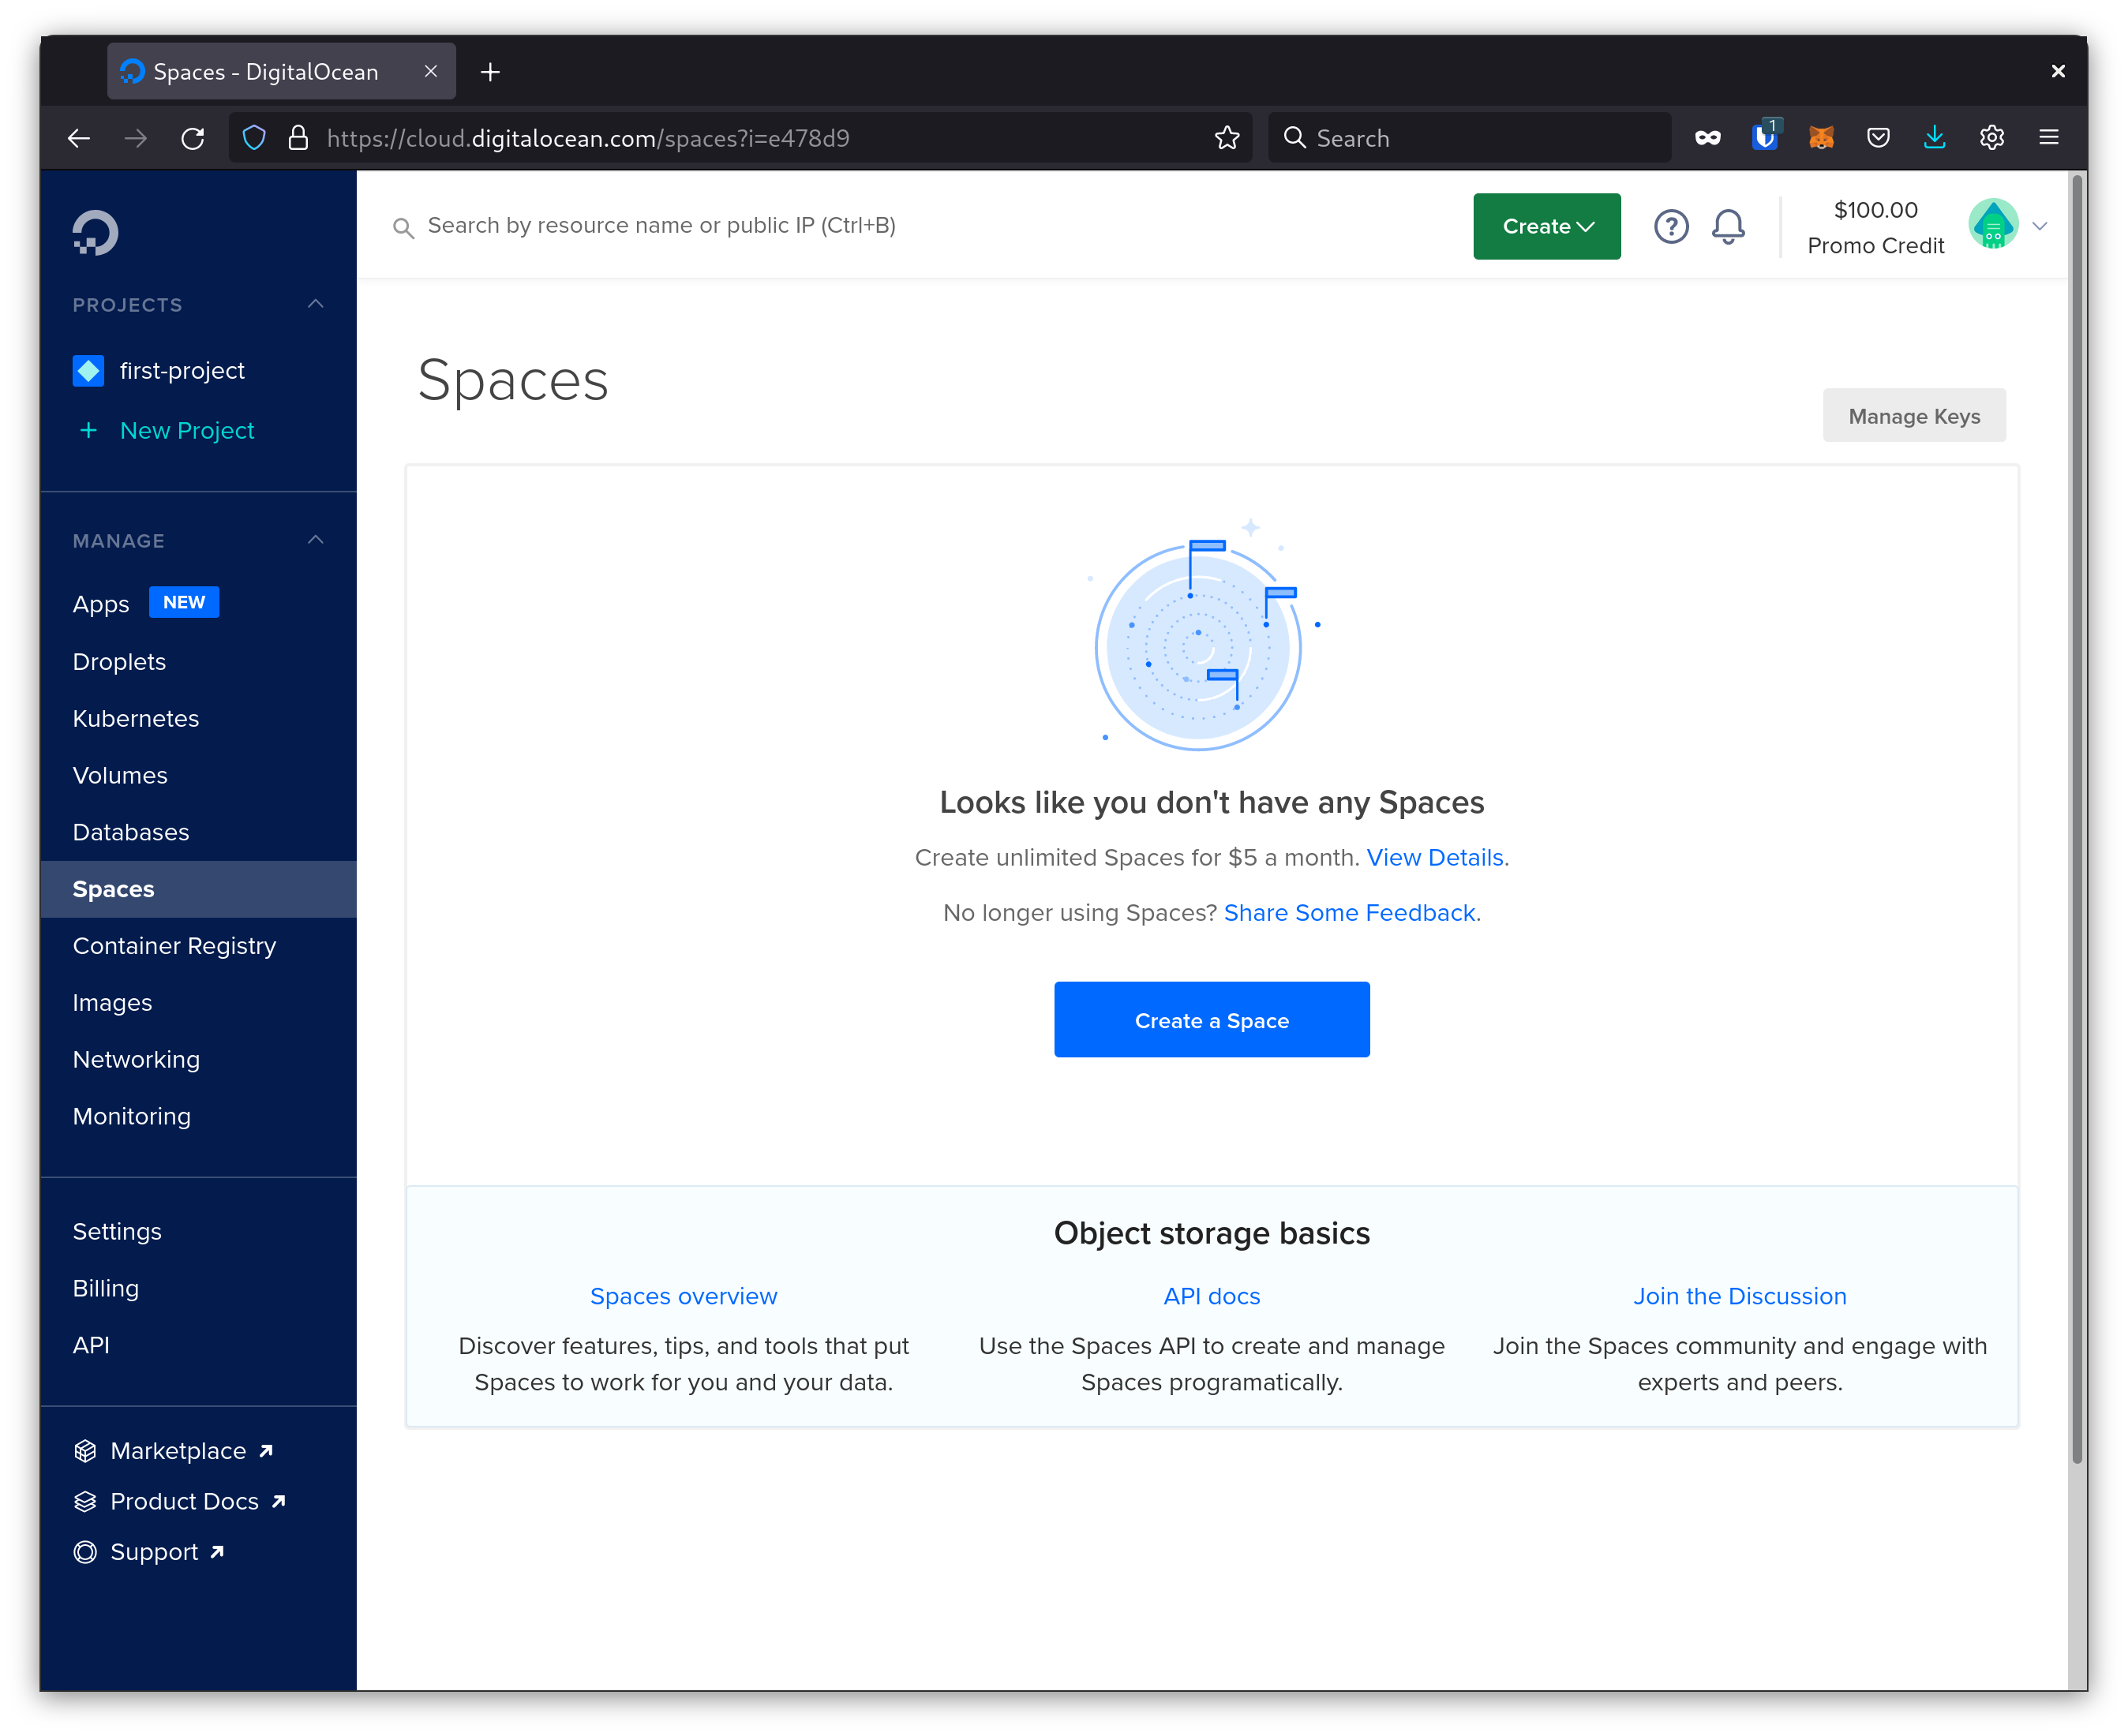 Spaces - DigitalOcean
https://cloud.digitalocean.com/spaces?i=e478d9
Search
1
Search by resource name or public IP (Ctrl+B)
Create
?
$100.00
Promo Credit
PROJECTS
first-project
+ New Project
MANAGE
Apps NEW
Droplets
Kubernetes
Volumes
Databases
Spaces
Container Registry
Images
Networking
Monitoring
Settings
Billing
API
Marketplace
Product Docs
Support
Spaces
Manage Keys
Looks like you don't have any Spaces
Create unlimited Spaces for $5 a month. View Details.
No longer using Spaces? Share Some Feedback.
Create a Space
Object storage basics
Spaces overview
Discover features, tips, and tools that put
Spaces to work for you and your data.
API docs
Use the Spaces API to create and manage
Spaces programatically.
Join the Discussion
Join the Spaces community and engage with
experts and peers.